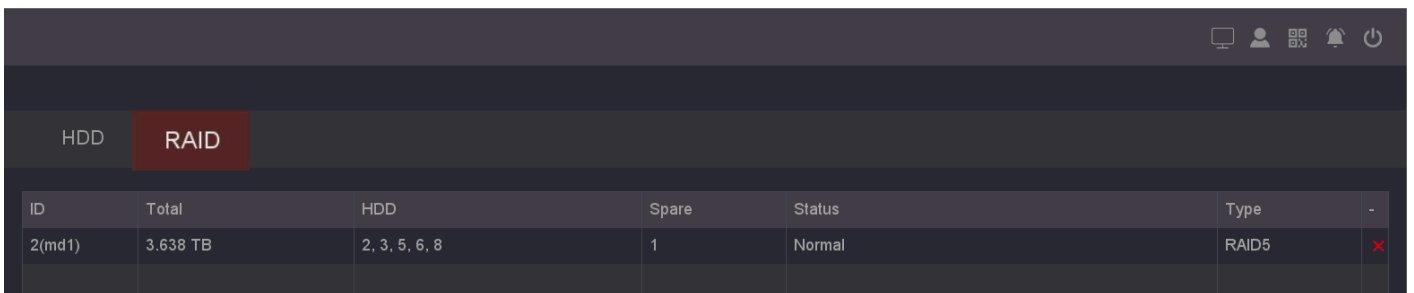 HDD RAID
ID Total HDD Spare Status Type -
2(md1) 3.638 TB 2, 3, 5, 6, 8 1 Normal RAID5